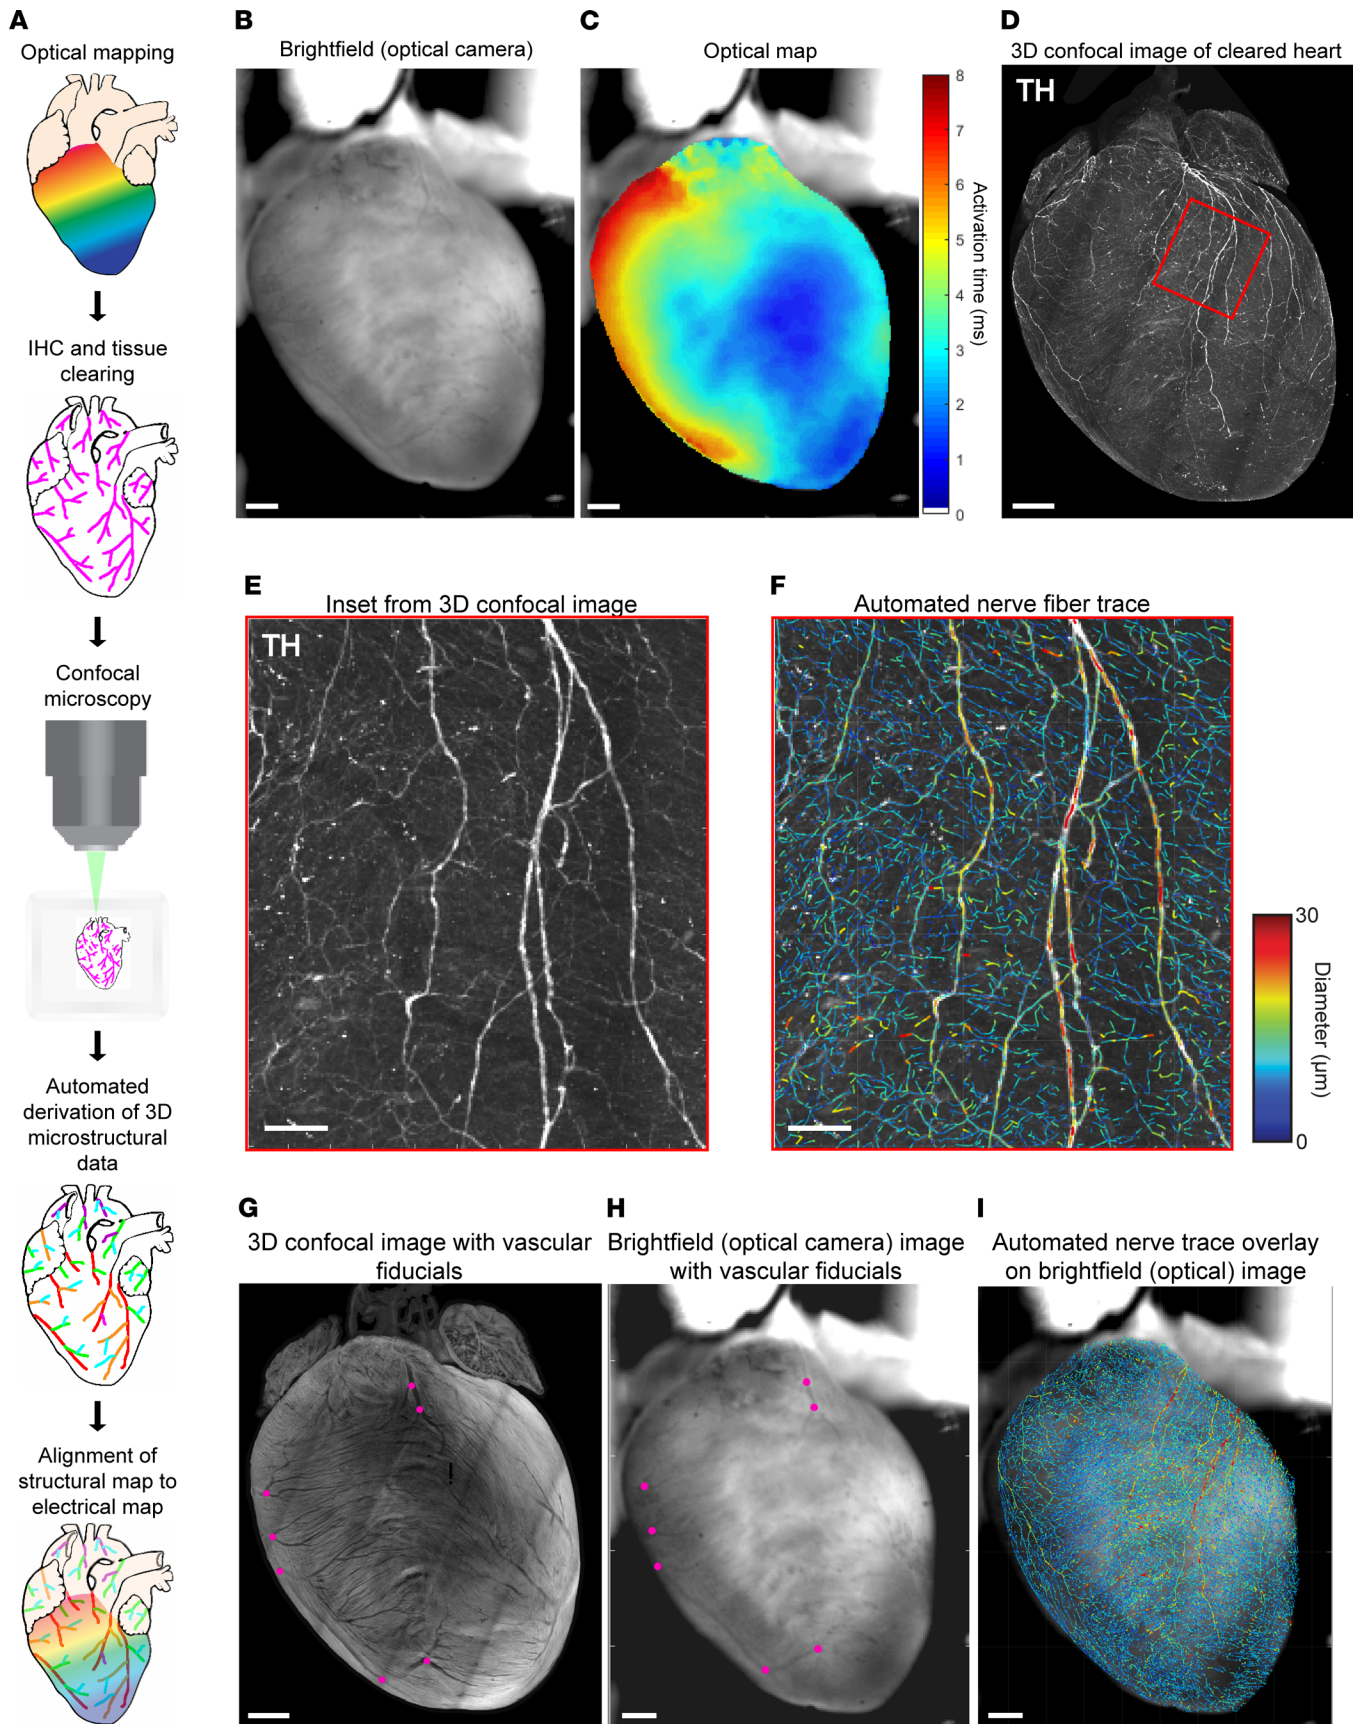 A
Optical mapping
IHC and tissue
clearing
Confocal
microscopy
Automated
derivation of 3D
microstructural
data
Alignment of
structural map to
electrical map
B
Brightfield (optical camera)
C
Optical map
8
7
6
5
4
3
2
1
0
Activation time (ms)
D
3D confocal image of cleared heart
TH
E
Inset from 3D confocal image
TH
F
Automated nerve fiber trace
30
0
Diameter (µm)
G
3D confocal image with vascular
fiducials
H
Brightfield (optical camera) image
with vascular fiducials
I
Automated nerve trace overlay
on brightfield (optical) image